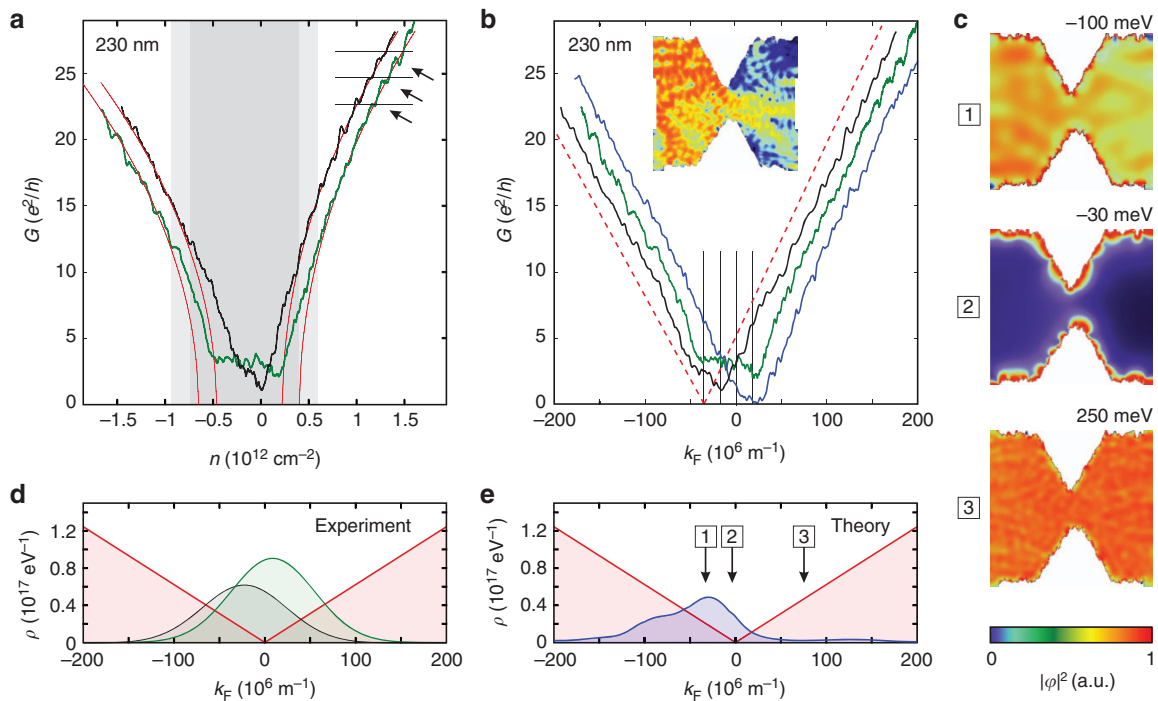 a
230 nm
G (e²/h)
25
20
15
10
5
0
−1.5 −1 −0.5 0 0.5 1 1.5
n (10¹² cm⁻²)
b
230 nm
G (e²/h)
25
20
15
10
5
0
−200 −100 0 100 200
k_F (10⁶ m⁻¹)
c
−100 meV
1
−30 meV
2
250 meV
3
0 1
|φ|² (a.u.)
d
Experiment
ρ (10¹⁷ eV⁻¹)
1.2
0.8
0.4
0
−200 −100 0 100 200
k_F (10⁶ m⁻¹)
e
Theory
1 2 3
ρ (10¹⁷ eV⁻¹)
1.2
0.8
0.4
0
−200 −100 0 100 200
k_F (10⁶ m⁻¹)